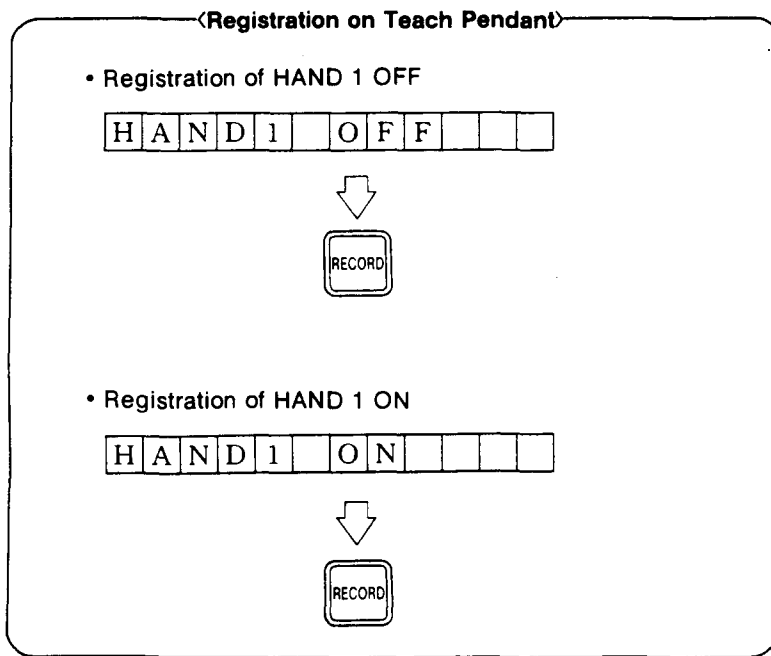 <Registration on Teach Pendant>
• Registration of HAND 1 OFF
HAND1 OFF
RECORD
• Registration of HAND 1 ON
HAND1 ON
RECORD